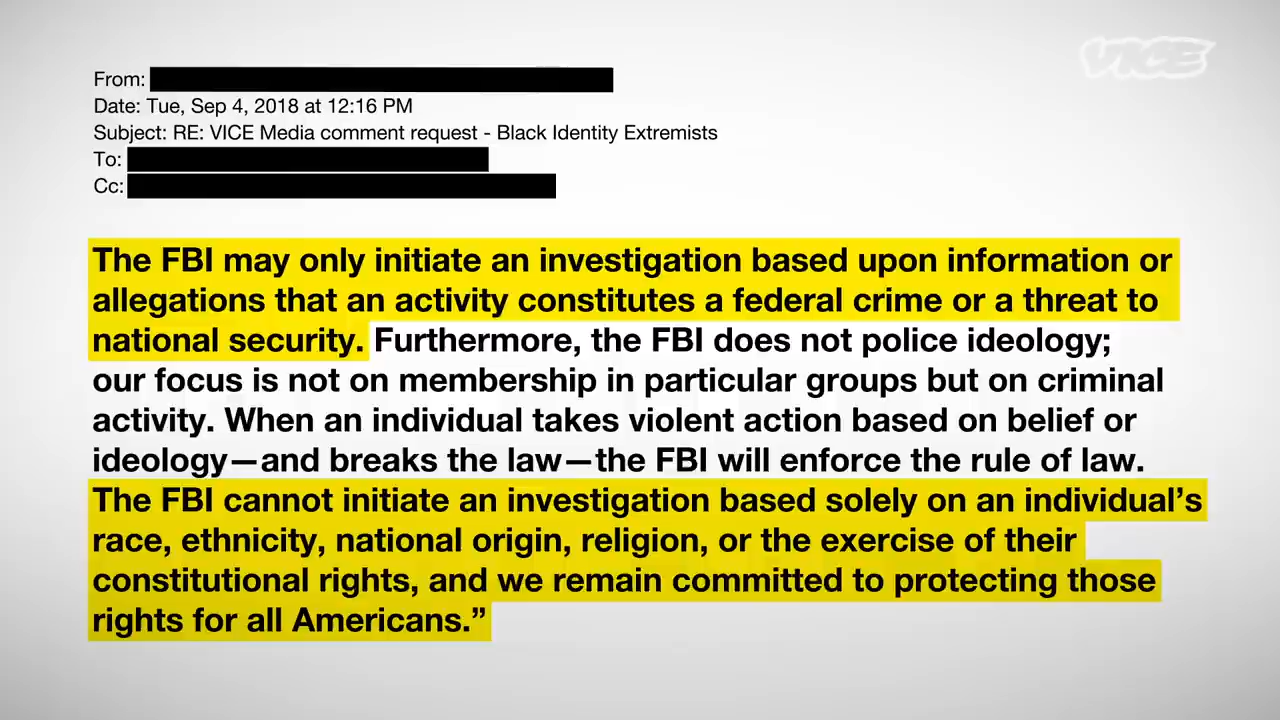 VICE
From:
Date: Tue, Sep 4, 2018 at 12:16 PM
Subject: RE: VICE Media comment request - Black Identity Extremists
To:
Cc:
The FBI may only initiate an investigation based upon information or
allegations that an activity constitutes a federal crime or a threat to
national security. Furthermore, the FBI does not police ideology;
our focus is not on membership in particular groups but on criminal
activity. When an individual takes violent action based on belief or
ideology—and breaks the law—the FBI will enforce the rule of law.
The FBI cannot initiate an investigation based solely on an individual’s
race, ethnicity, national origin, religion, or the exercise of their
constitutional rights, and we remain committed to protecting those
rights for all Americans.”